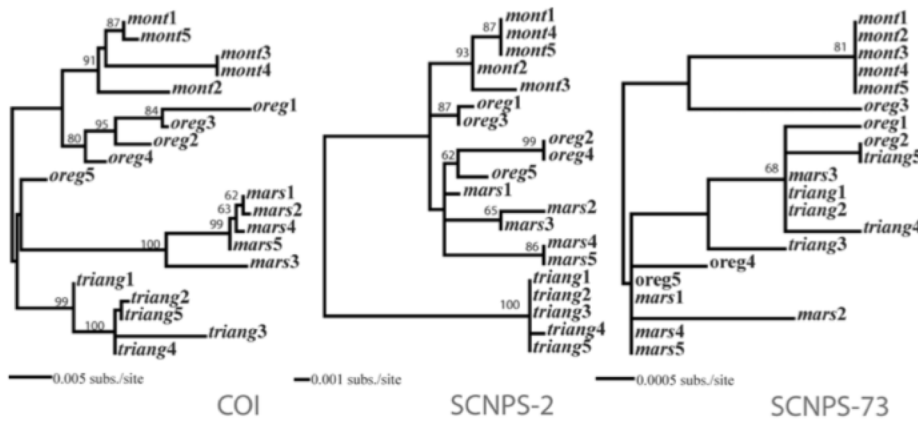 87
mont1
mont5
mont3
mont4
91
mont2
84
oreg1
oreg3
95
oreg2
80
oreg4
oreg5
62
mars1
63
mars2
99
mars4
mars5
100
mars3
triang1
99
triang2
triang5
100
triang3
triang4
0.005 subs./site
COI
mont1
87
mont4
mont5
93
mont2
mont3
oreg1
87
oreg3
oreg2
99
oreg4
62
oreg5
mars1
mars2
65
mars3
mars4
86
mars5
triang1
triang2
100
triang3
triang4
triang5
0.001 subs./site
SCNPS-2
mont1
mont2
81
mont3
mont4
mont5
oreg3
oreg1
oreg2
triang5
68
mars3
triang1
triang2
triang4
triang3
oreg4
oreg5
mars1
mars2
mars4
mars5
0.0005 subs./site
SCNPS-73